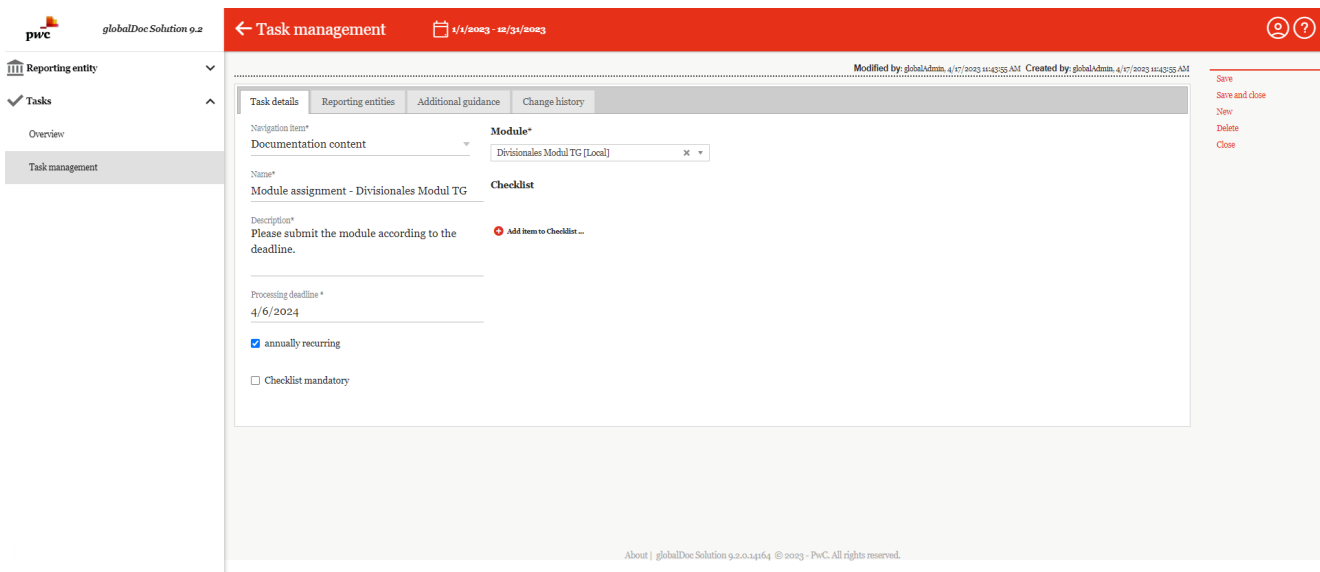 pwc
globalDoc Solution 9.2
Task management
1/1/2023 - 12/31/2023
?
Reporting entity
Tasks
Overview
Task management
Modified by: globalAdmin, 4/17/2023 11:43:55 AM Created by: globalAdmin, 4/17/2023 11:43:55 AM
Task details
Reporting entities
Additional guidance
Change history
Navigation item*
Documentation content
Name*
Module assignment - Divisionales Modul TG
Description*
Please submit the module according to the
deadline.
Processing deadline *
4/6/2024
annually recurring
Checklist mandatory
Module*
Divisionales Modul TG [Local]
Checklist
Add item to Checklist ...
Save
Save and close
New
Delete
Close
About | globalDoc Solution 9.2.0.14164 © 2023 - PwC. All rights reserved.